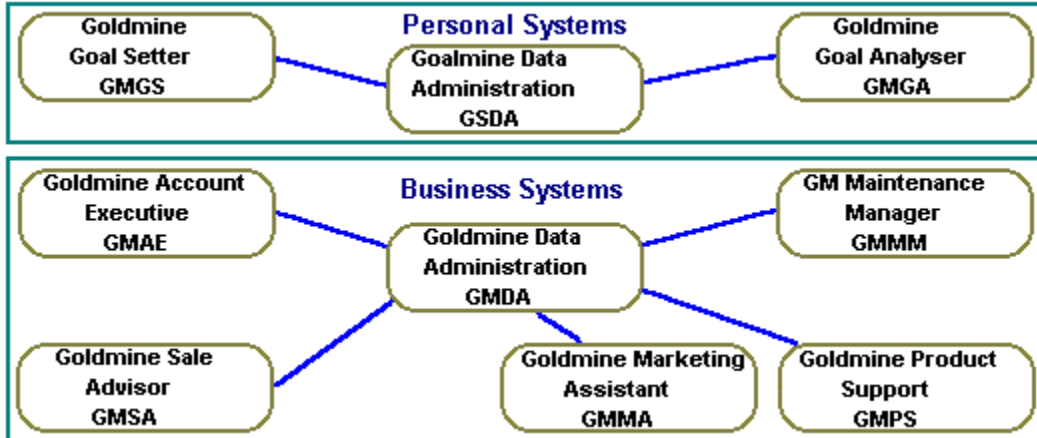 Personal Systems
Goldmine
Goal Setter
GMGS
Goalmine Data
Administration
GSDA
Goldmine
Goal Analyser
GMGA
Business Systems
Goldmine Account
Executive
GMAE
Goldmine Data
Administration
GMDA
GM Maintenance
Manager
GMMM
Goldmine Sale
Advisor
GMSA
Goldmine Marketing
Assistant
GMMA
Goldmine Product
Support
GMPS